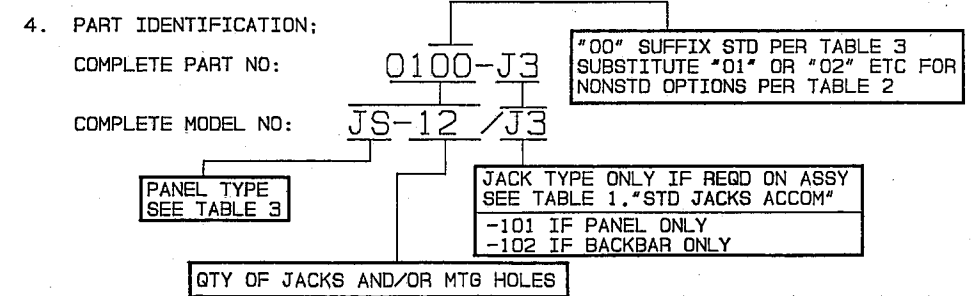 4. PART IDENTIFICATION;
"00" SUFFIX STD PER TABLE 3
SUBSTITUTE "01" OR "02" ETC FOR
NONSTD OPTIONS PER TABLE 2
COMPLETE PART NO: 0100-J3
COMPLETE MODEL NO: JS-12 /J3
PANEL TYPE
SEE TABLE 3
JACK TYPE ONLY IF REQD ON ASSY
SEE TABLE 1."STD JACKS ACCOM"
-101 IF PANEL ONLY
-102 IF BACKBAR ONLY
QTY OF JACKS AND/OR MTG HOLES